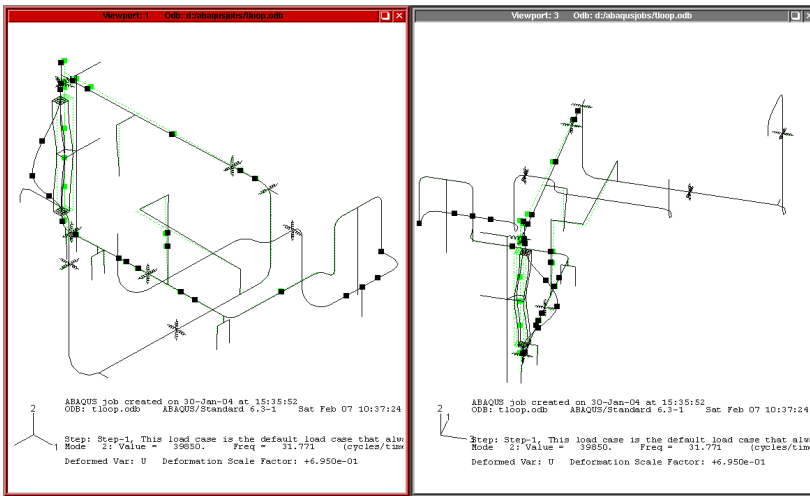 Viewport: 1 Odb: d:/abaqusjobs/tloop.odb
2
1
ABAQUS job created on 30-Jan-04 at 15:35:52
ODB: tloop.odb ABAQUS/Standard 6.3-1 Sat Feb 07 10:37:24
Step: Step-1, This load case is the default load case that
Mode 2: Value = 39850. Freq = 31.771 (cycles/time
Deformed Var: U Deformation Scale Factor: +6.950e-01
Viewport: 3 Odb: d:/abaqusjobs/tloop.odb
2
1
3
ABAQUS job created on 30-Jan-04 at 15:35:52
ODB: tloop.odb ABAQUS/Standard 6.3-1 Sat Feb 07 10:37:24
Step: Step-1, This load case is the default load case that
Mode 2: Value = 39850. Freq = 31.771 (cycles/tim
Deformed Var: U Deformation Scale Factor: +6.950e-01